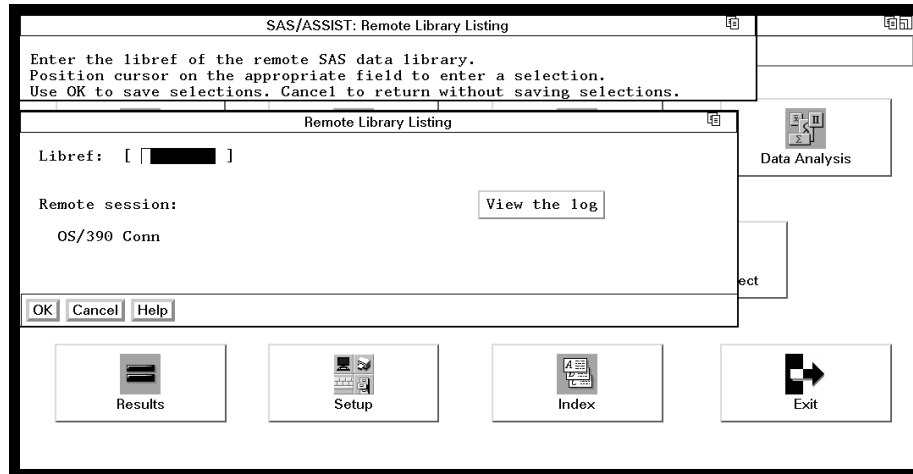 SAS/ASSIST: Remote Library Listing
Enter the libref of the remote SAS data library.
Position cursor on the appropriate field to enter a selection.
Use OK to save selections. Cancel to return without saving selections.
Remote Library Listing
Libref: [ ]
Remote session:
View the log
OS/390 Conn
OK Cancel Help
Data Analysis
ect
Results
Setup
Index
Exit